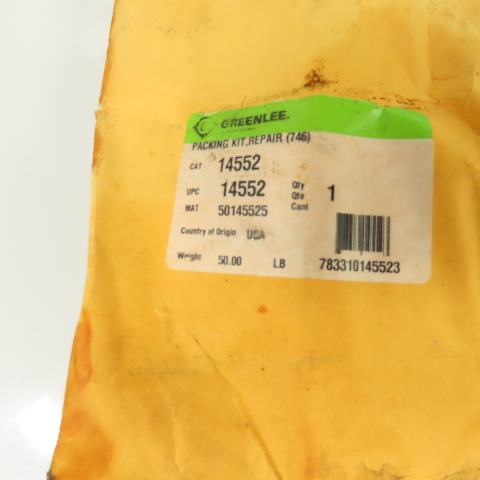 GREENLEE.
PACKING KIT,REPAIR (746)
CAT 14552
UPC 14552 Qty Qte Cant 1
MAT 50145525
Country of Origin USA
Weight 50.00 LB 783310145523